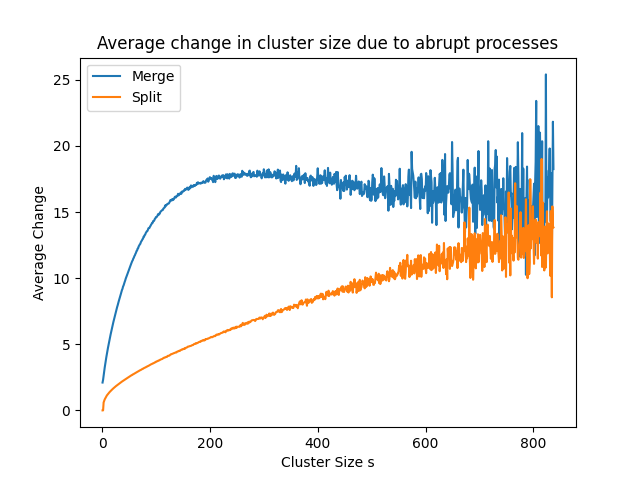 Average change in cluster size due to abrupt processes
Merge
Split
25
20
15
10
5
0
Average Change
0 200 400 600 800
Cluster Size s